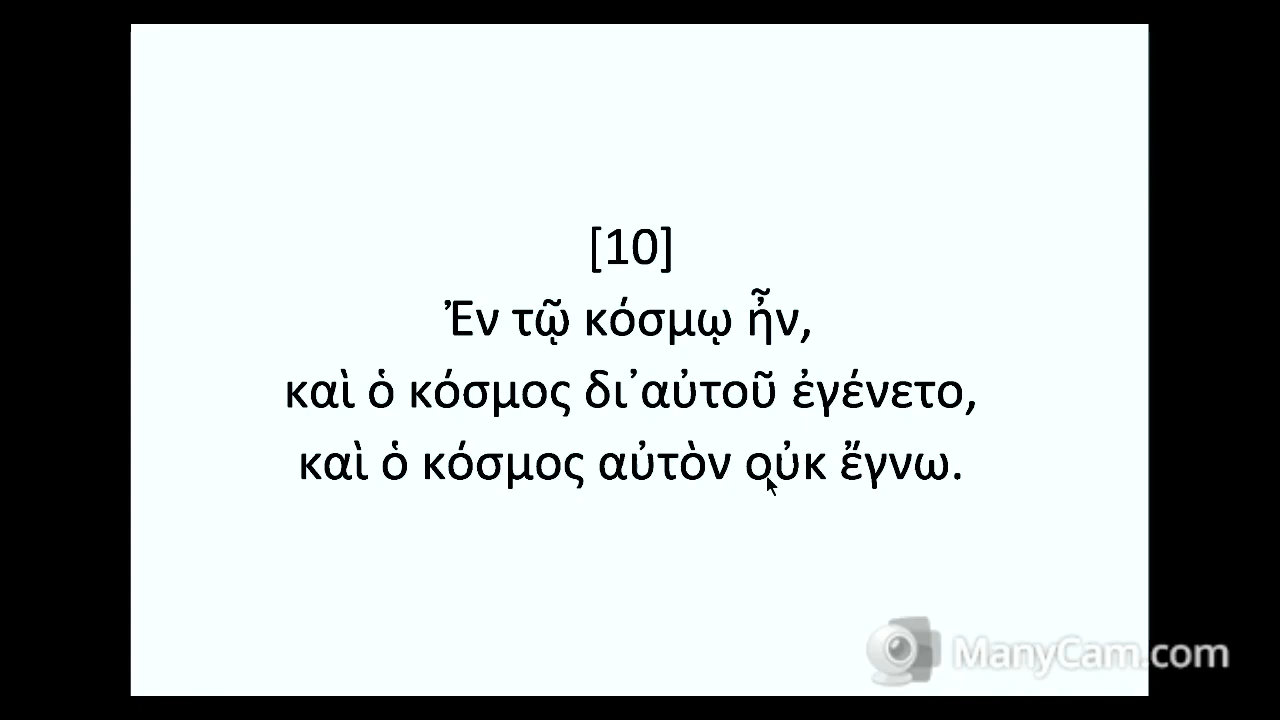 [10]
Ἐν τῷ κόσμῳ ἦν,
καὶ ὁ κόσμος δι᾽αὐτοῦ ἐγένετο,
καὶ ὁ κόσμος αὐτὸν οὐκ ἔγνω.
ManyCam.com